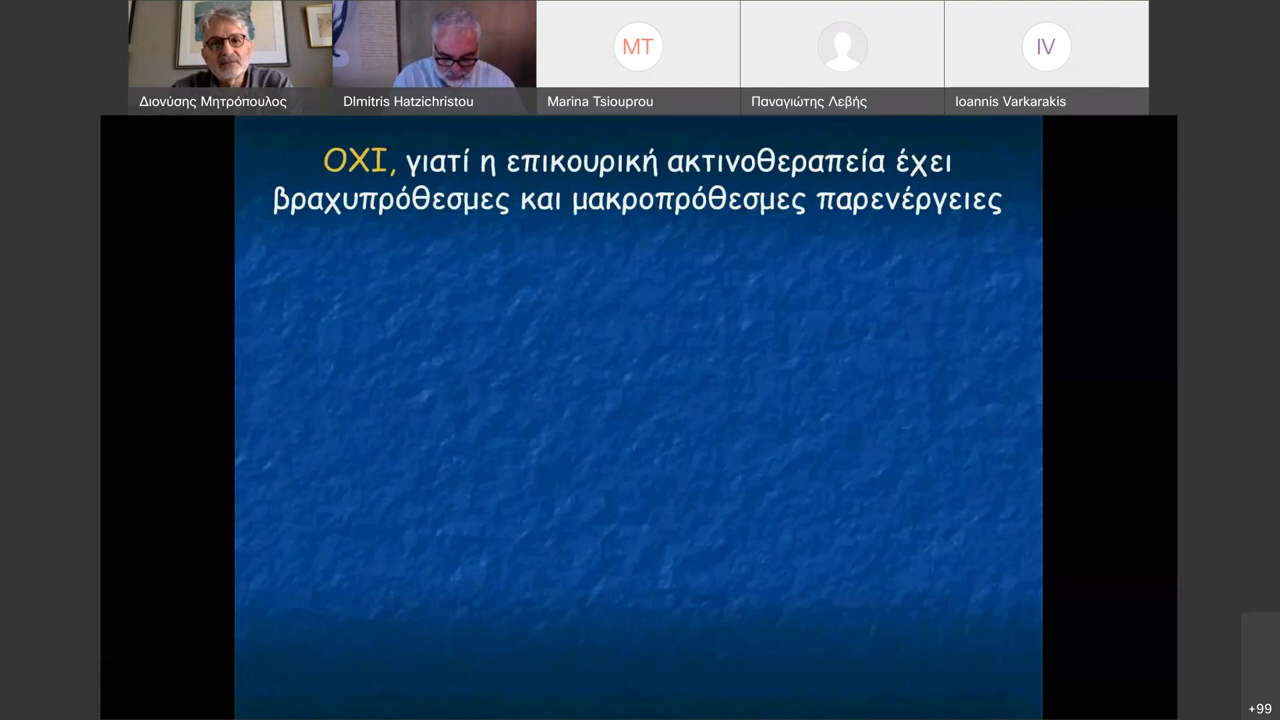 MT
IV
Διονύσης Μητρόπουλος
DImitris Hatzichristou
Marina Tsiouprou
Παναγιώτης Λεβής
Ioannis Varkarakis
ΟΧΙ, γιατί η επικουρική ακτινοθεραπεία έχει
βραχυπρόθεσμες και μακροπρόθεσμες παρενέργειες
+99